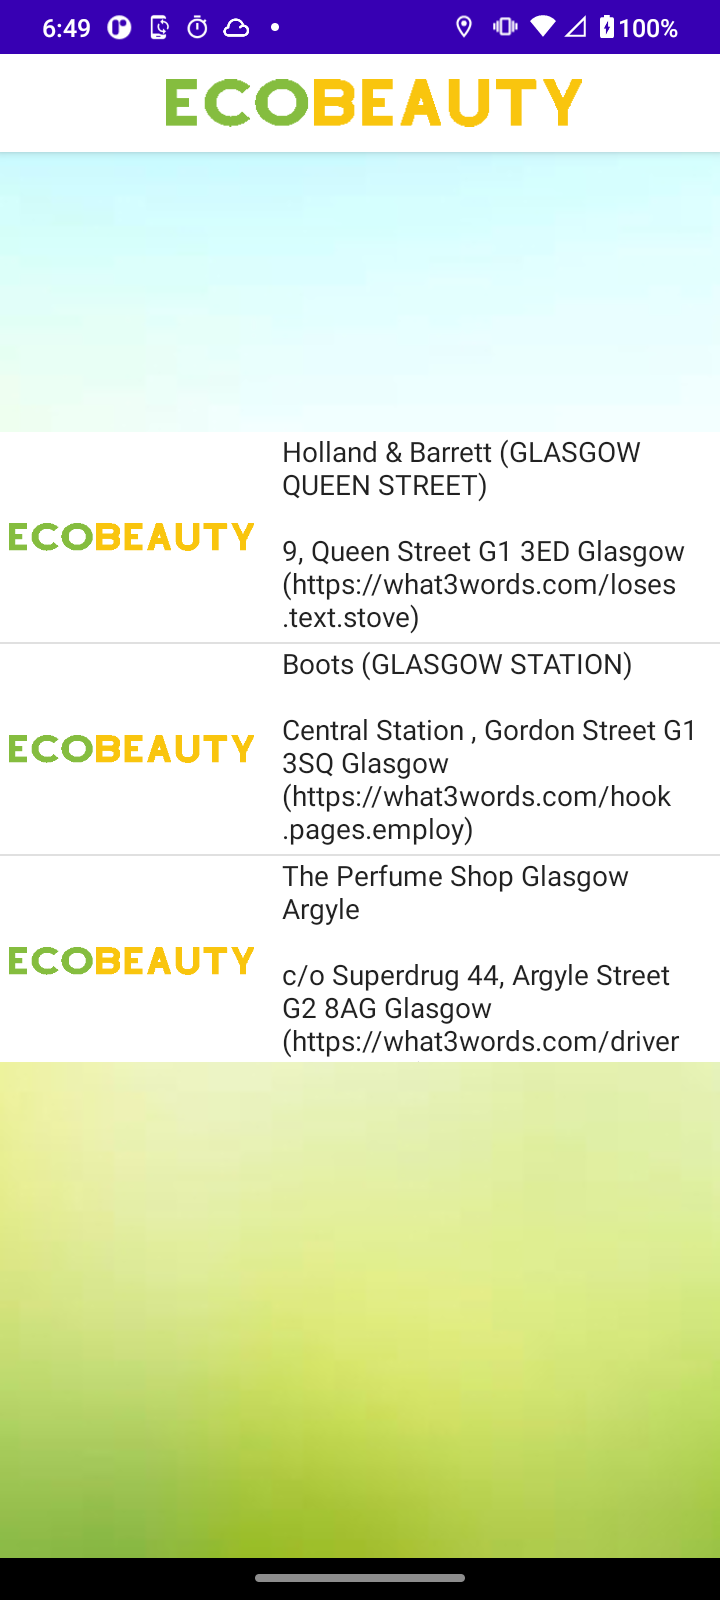 6:49
100%
ECOBEAUTY
Holland & Barrett (GLASGOW
QUEEN STREET)
ECOBEAUTY
9, Queen Street G1 3ED Glasgow
(https://what3words.com/loses
.text.stove)
Boots (GLASGOW STATION)
ECOBEAUTY
Central Station , Gordon Street G1
3SQ Glasgow
(https://what3words.com/hook
.pages.employ)
The Perfume Shop Glasgow
Argyle
ECOBEAUTY
c/o Superdrug 44, Argyle Street
G2 8AG Glasgow
(https://what3words.com/driver